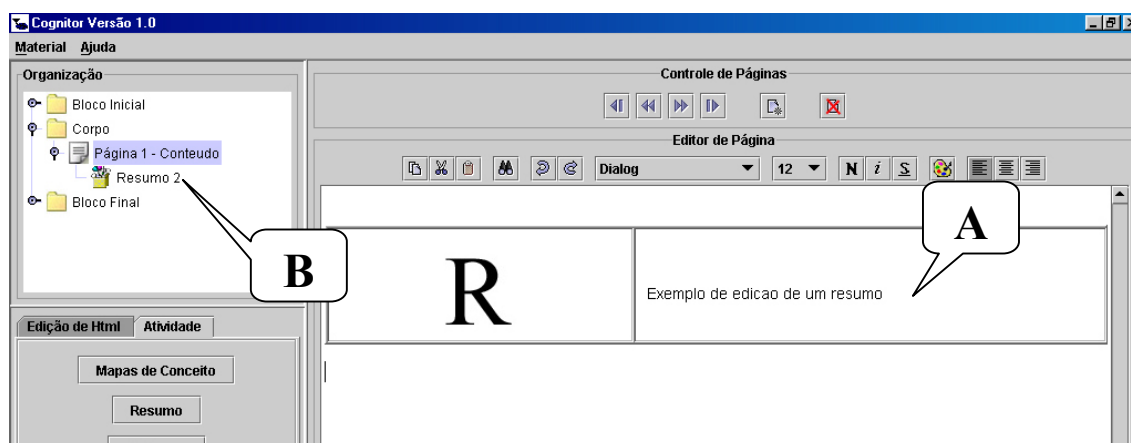 Cognitor Versão 1.0
Material Ajuda
Organização
Bloco Inicial
Corpo
Página 1 - Conteudo
Resumo 2
Bloco Final
B
Edição de Html Atividade
Mapas de Conceito
Resumo
Controle de Páginas
Editor de Página
Dialog 12 N i S
A
R
Exemplo de edicao de um resumo